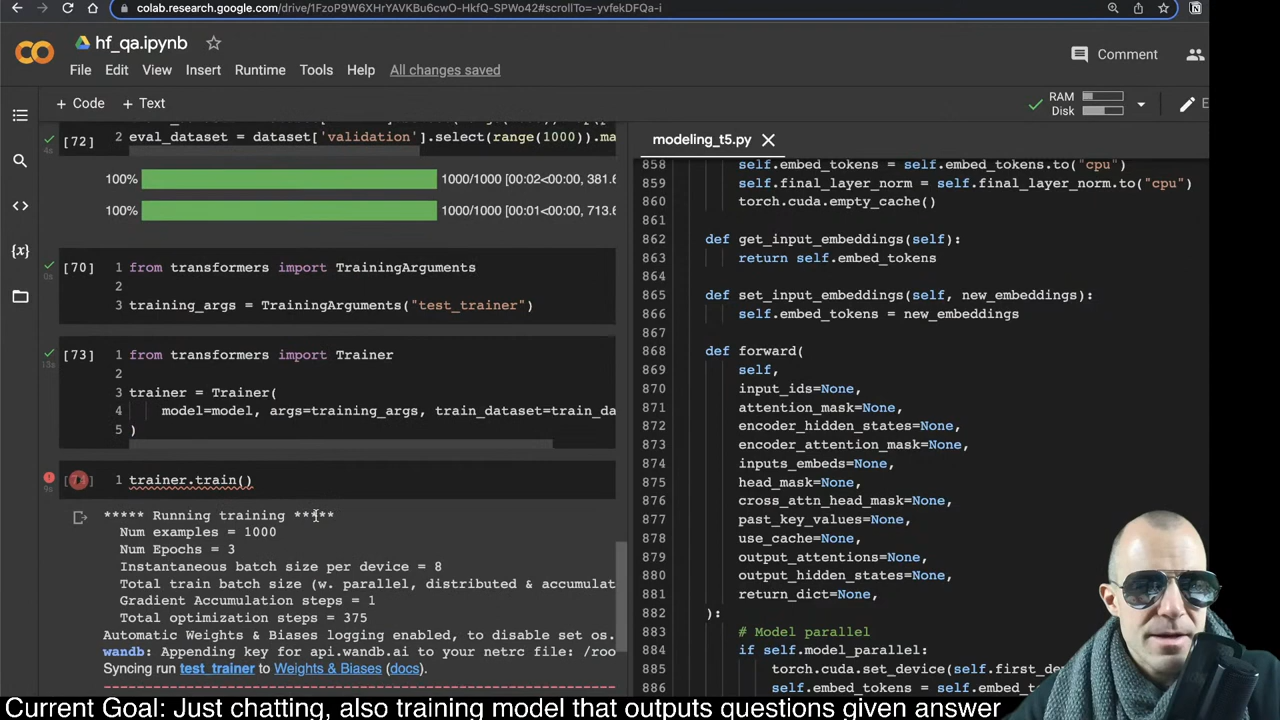 colab.research.google.com/drive/1FzoP9W6XHrYAVKBu6cwO-HkfQ-SPWo42#scrollTo=-yvfekDFQa-i
hf_qa.ipynb
Comment
File Edit View Insert Runtime Tools Help All changes saved
+ Code + Text
RAM
Disk
modeling_t5.py
[72]
4s
2 eval_dataset = dataset['validation'].select(range(1000)).ma
100% 1000/1000 [00:02<00:00, 381.6
100% 1000/1000 [00:01<00:00, 713.6
[70]
0s
1 from transformers import TrainingArguments
2
3 training_args = TrainingArguments("test_trainer")
[73]
13s
1 from transformers import Trainer
2
3 trainer = Trainer(
4 model=model, args=training_args, train_dataset=train_da
5 )
9s
1 trainer.train()
***** Running training *****
Num examples = 1000
Num Epochs = 3
Instantaneous batch size per device = 8
Total train batch size (w. parallel, distributed & accumulat
Gradient Accumulation steps = 1
Total optimization steps = 375
Automatic Weights & Biases logging enabled, to disable set os.
wandb: Appending key for api.wandb.ai to your netrc file: /roo
Syncing run test_trainer to Weights & Biases (docs).
858 self.embed_tokens = self.embed_tokens.to("cpu")
859 self.final_layer_norm = self.final_layer_norm.to("cpu")
860 torch.cuda.empty_cache()
861
862 def get_input_embeddings(self):
863 return self.embed_tokens
864
865 def set_input_embeddings(self, new_embeddings):
866 self.embed_tokens = new_embeddings
867
868 def forward(
869 self,
870 input_ids=None,
871 attention_mask=None,
872 encoder_hidden_states=None,
873 encoder_attention_mask=None,
874 inputs_embeds=None,
875 head_mask=None,
876 cross_attn_head_mask=None,
877 past_key_values=None,
878 use_cache=None,
879 output_attentions=None,
880 output_hidden_states=None,
881 return_dict=None,
882 ):
883 # Model parallel
884 if self.model_parallel:
885 torch.cuda.set_device(self.first_de
886 self.embed_tokens = self.embed_tok
Current Goal: Just chatting, also training model that outputs questions given answer